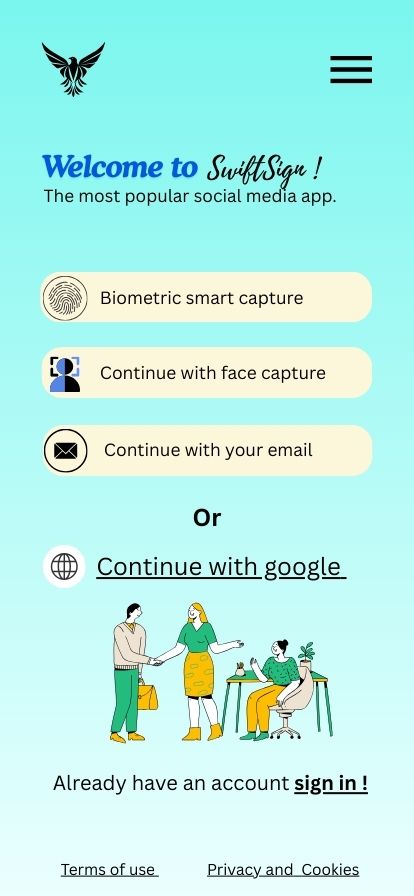 Welcome to SwiftSign !
The most popular social media app.
Biometric smart capture
Continue with face capture
Continue with your email
Or
Continue with google
Already have an account sign in !
Terms of use Privacy and Cookies